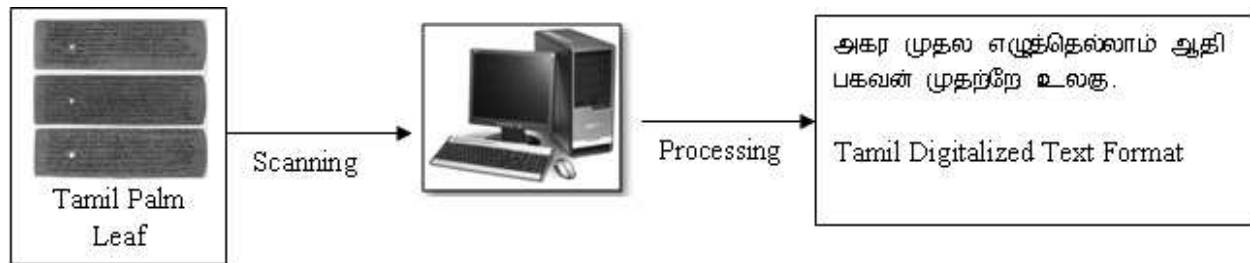 Tamil Palm
Leaf
Scanning
Processing
அகர முதல எழுத்தெல்லாம் ஆதி
பகவன் முதற்றே உலகு.
Tamil Digitalized Text Format